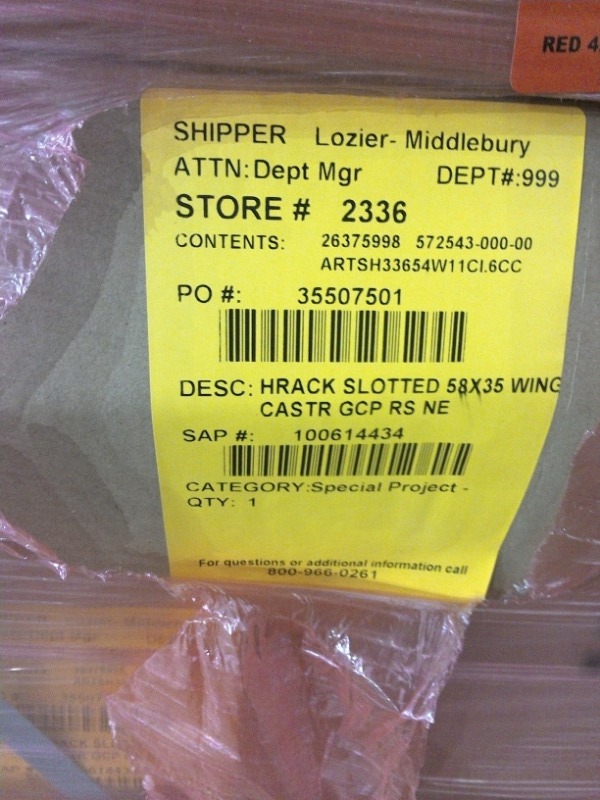 RED 4
SHIPPER Lozier- Middlebury
ATTN:Dept Mgr DEPT#:999
STORE # 2336
CONTENTS: 26375998 572543-000-00
ARTSH33654W11CI.6CC
PO #: 35507501
DESC: HRACK SLOTTED 58X35 WING
CASTR GCP RS NE
SAP #: 100614434
CATEGORY:Special Project -
QTY: 1
For questions or additional information call
800-966-0261